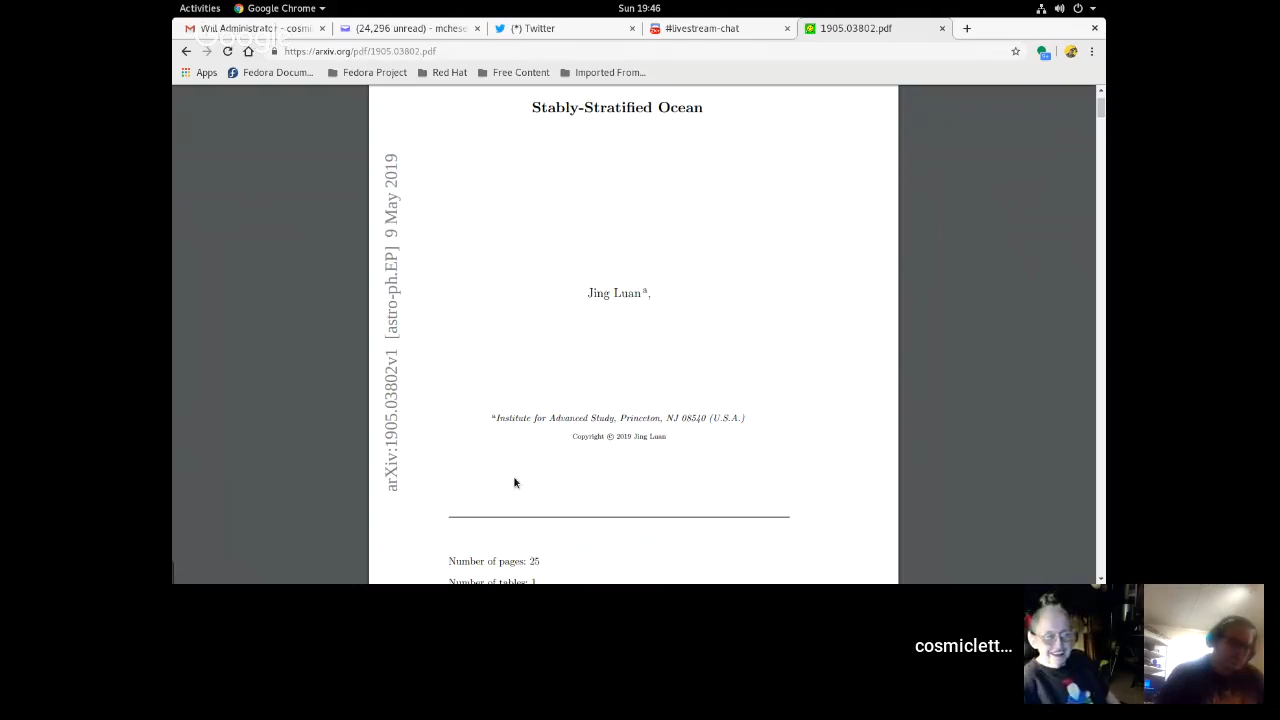 Activities
Google Chrome
Sun 19:46
Will Administrator - cosmi
(24,296 unread) - mchese
(*) Twitter
#livestream-chat
1905.03802.pdf
Google
https://arxiv.org/pdf/1905.03802.pdf
Apps
Fedora Docum...
Fedora Project
Red Hat
Free Content
Imported From...
Stably-Stratified Ocean
arXiv:1905.03802v1 [astro-ph.EP] 9 May 2019
Jing Luan a,
aInstitute for Advanced Study, Princeton, NJ 08540 (U.S.A.)
Copyright © 2019 Jing Luan
Number of pages: 25
Number of tables: 1
cosmiclett...